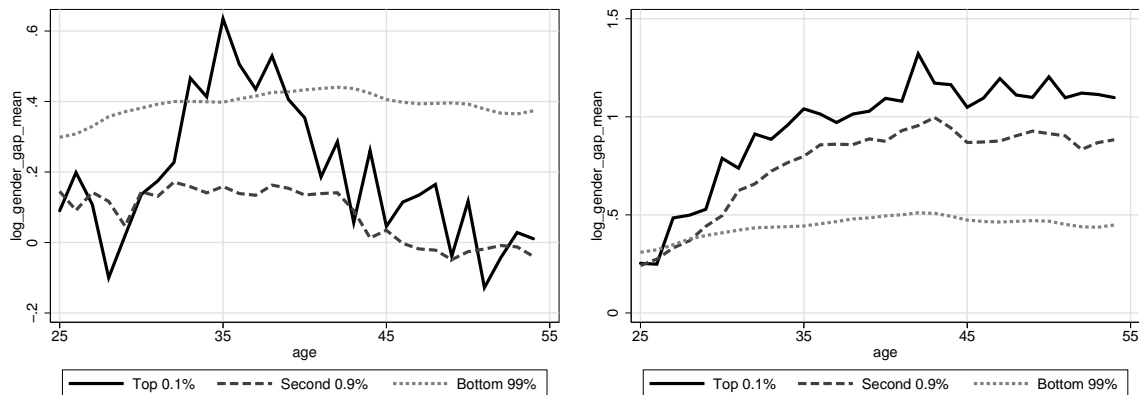 .6
.4
.2
0
-.2
log_gender_gap_mean
25
35
45
55
age
Top 0.1%
Second 0.9%
Bottom 99%
1.5
1
.5
0
log_gender_gap_mean
25
35
45
55
age
Top 0.1%
Second 0.9%
Bottom 99%